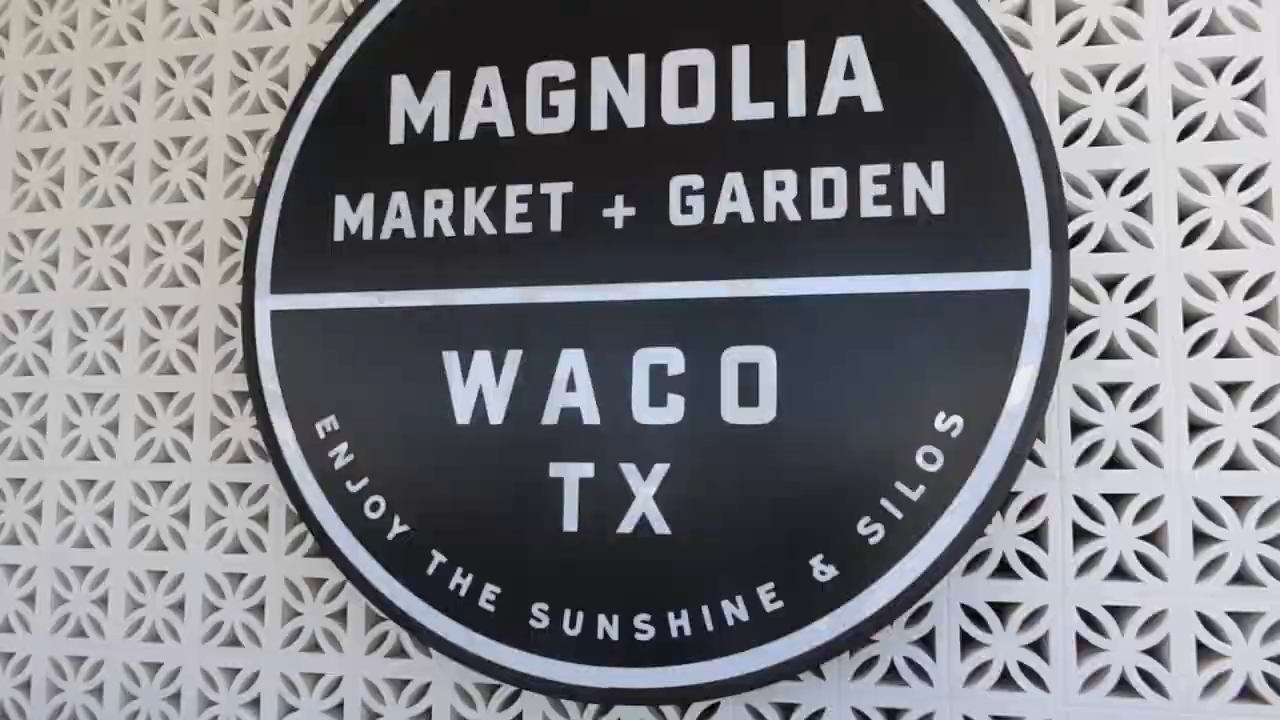 MAGNOLIA
MARKET + GARDEN
WACO
TX
ENJOY THE SUNSHINE & SILOS